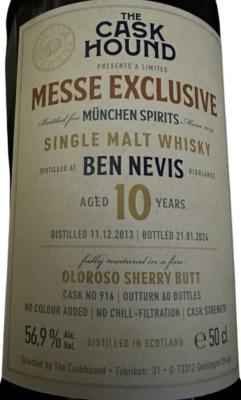 THE
CASK
HOUND
PRESENTS A LIMITED
MESSE EXCLUSIVE
Bottled for MÜNCHEN SPIRITS Messe 2024
SINGLE MALT WHISKY
DISTILLED AT BEN NEVIS HIGHLANDS
AGED 10 YEARS
DISTILLED 11.12.2013 | BOTTLED 21.01.2024
fully matured in a fine
OLOROSO SHERRY BUTT
CASK NO 916 | OUTTURN 60 BOTTLES
NO COLOUR ADDED | NO CHILL-FILTRATION | CASK STRENGTH
56,9% Alc. Vol. DISTILLED IN SCOTLAND e 50 cl
Selected by The Caskhound • Fabrikstr. 31 • D-73312 Geislingen/Steige